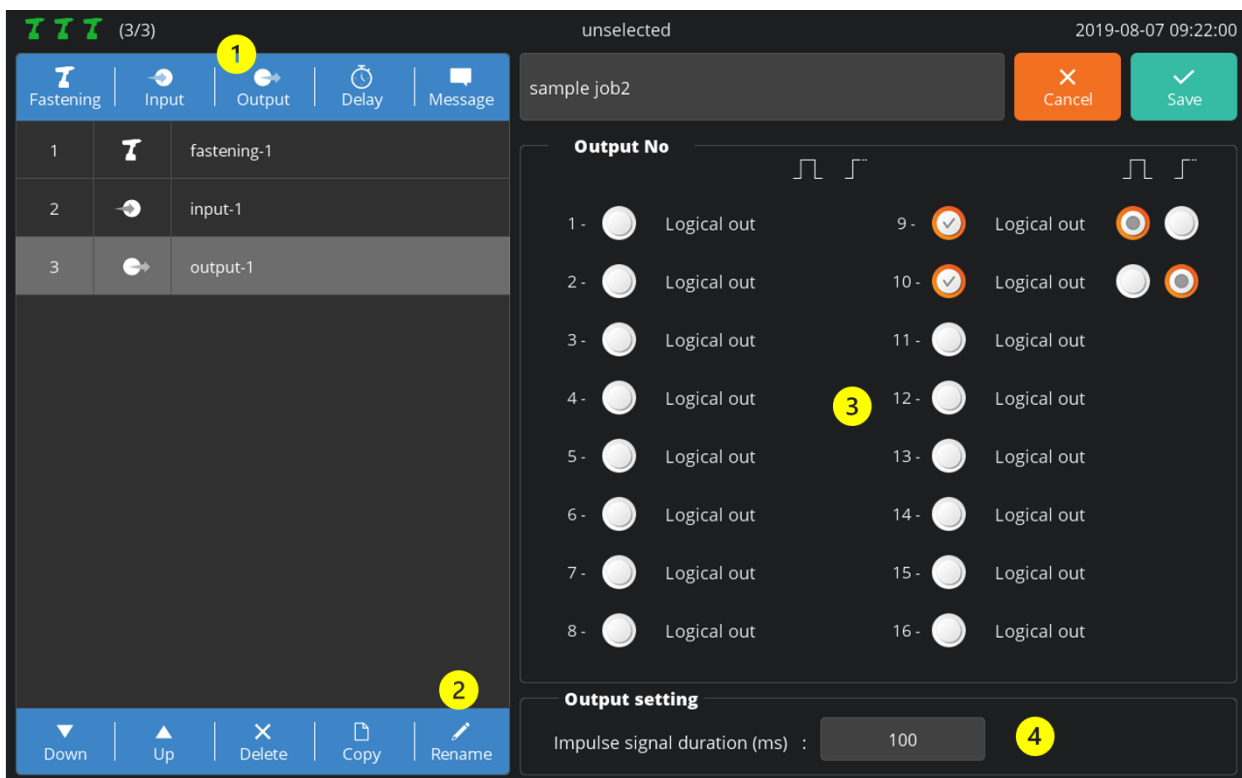 (3/3) unselected 2019-08-07 09:22:00
1
Fastening Input Output Delay Message
sample job2
Cancel Save
1 fastening-1
2 input-1
3 output-1
Output No
1 - Logical out 9 - Logical out
2 - Logical out 10 - Logical out
3 - Logical out 11 - Logical out
4 - Logical out 12 - Logical out
3
5 - Logical out 13 - Logical out
6 - Logical out 14 - Logical out
7 - Logical out 15 - Logical out
8 - Logical out 16 - Logical out
2
Down Up Delete Copy Rename
Output setting
Impulse signal duration (ms) : 100
4